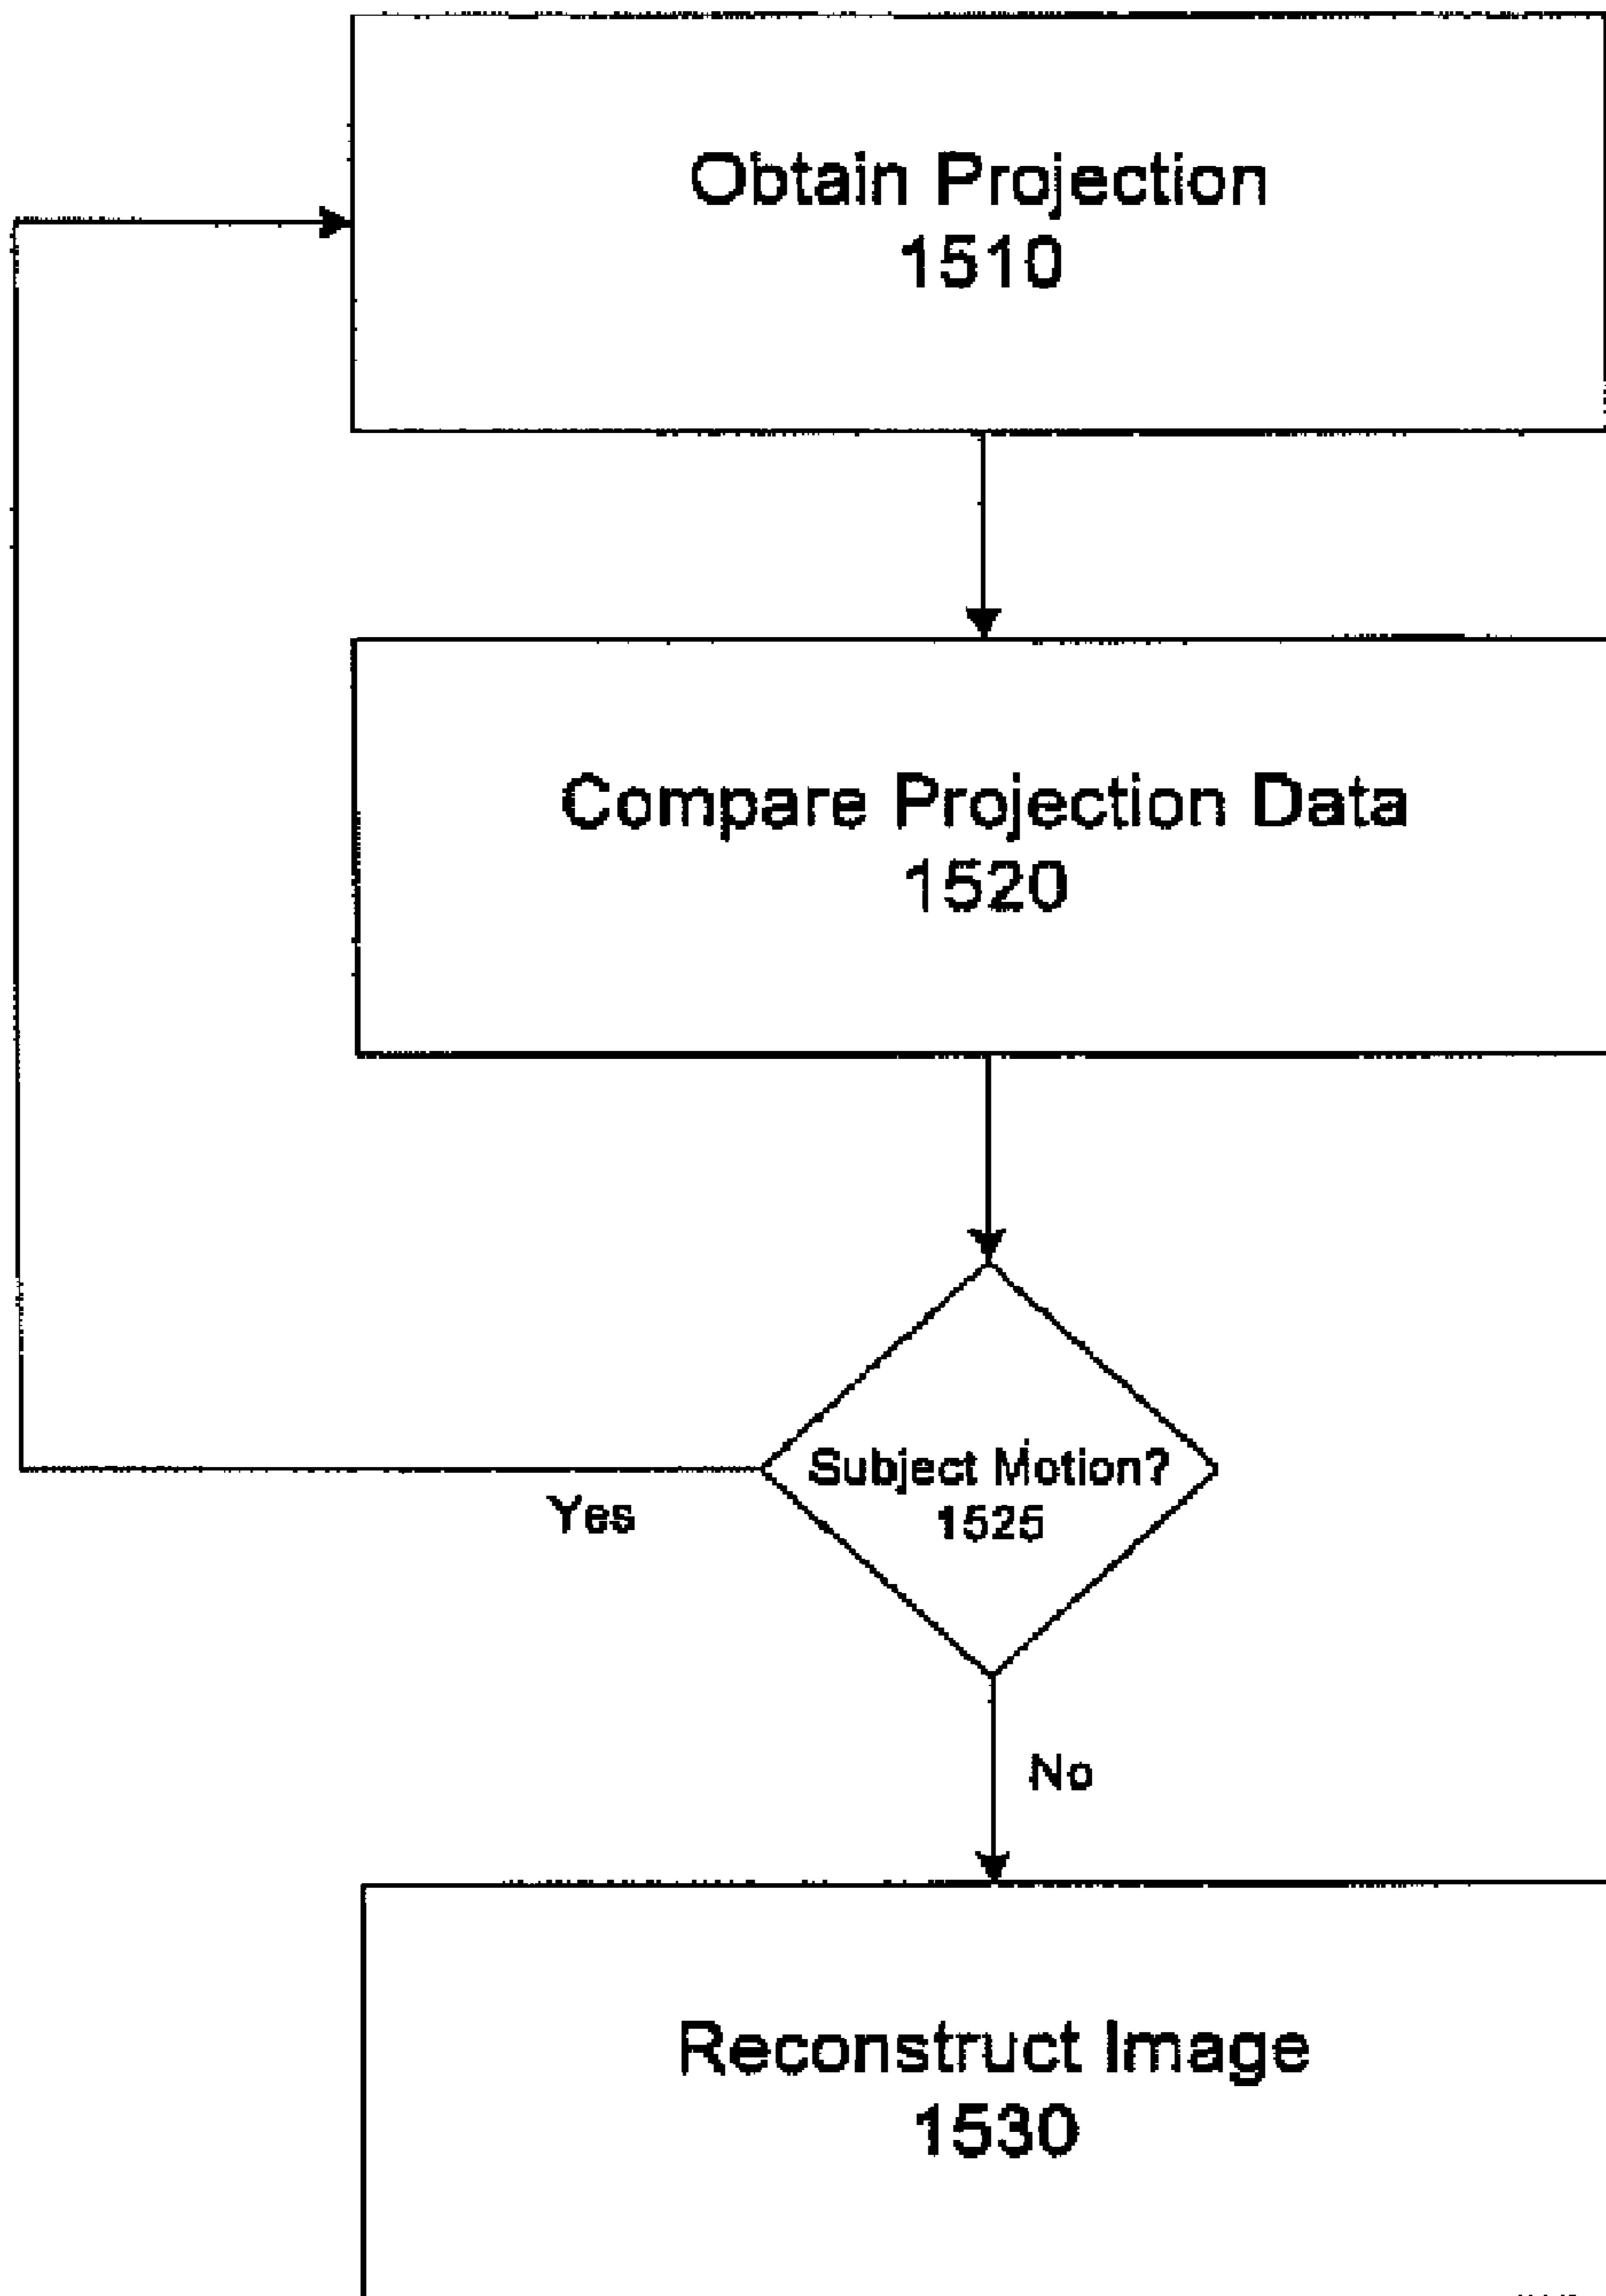 Obtain Projection
1510
Compare Projection Data
1520
Subject Motion?
1525
Yes
No
Reconstruct Image
1530